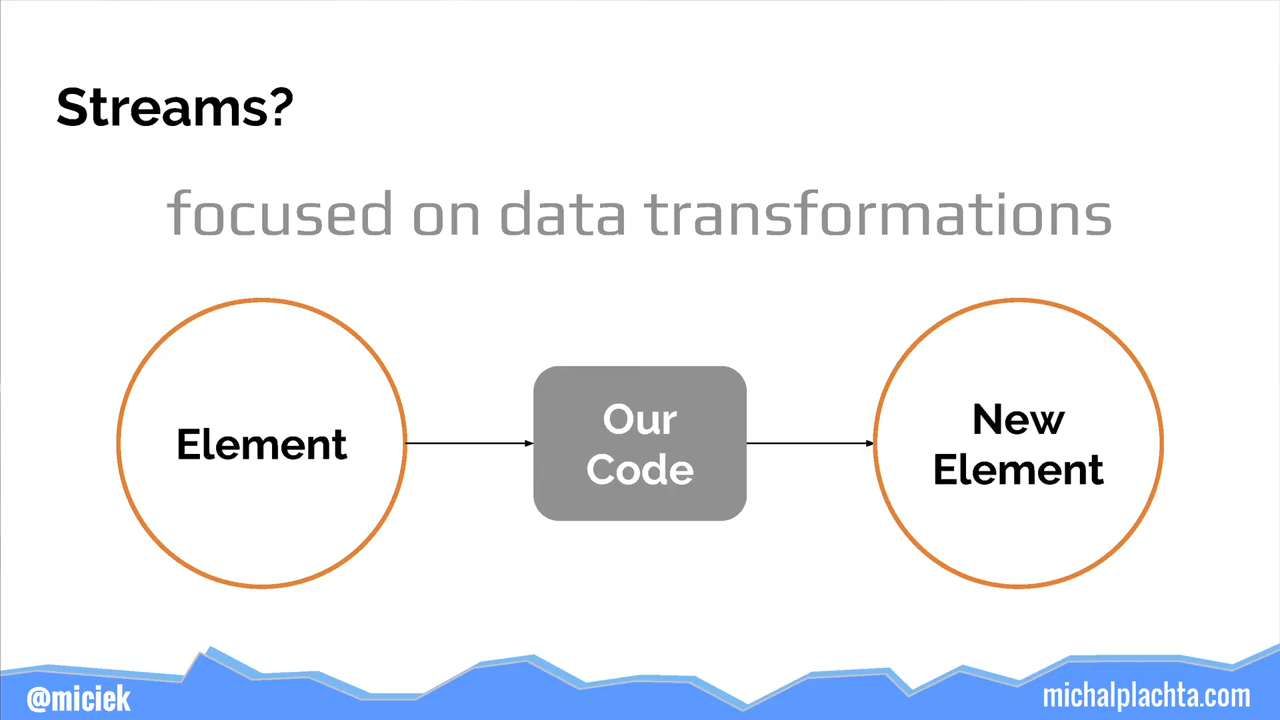 Streams?
focused on data transformations
Element
Our
Code
New
Element
@miciek
michalplachta.com